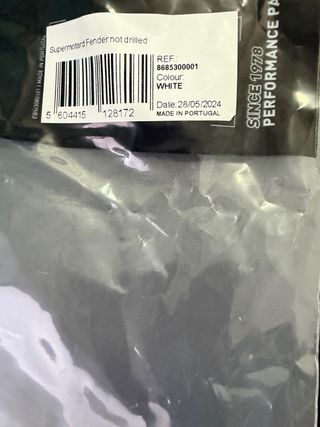 Supermotard Fender not drilled
REF.:
8685300001
Colour:
WHITE
5 604415 128172
Date: 28/05/2024
MADE IN PORTUGAL
SINCE 1978
PERFORMANCE PA